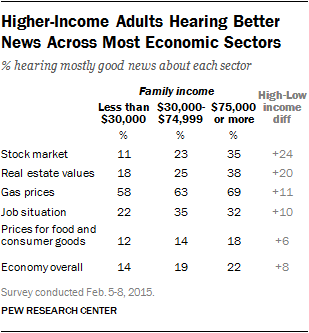 Higher-Income Adults Hearing Better
News Across Most Economic Sectors
% hearing mostly good news about each sector
Family income
Less than $30,000 $30,000-$74,999 $75,000 or more High-Low income diff
% % %
Stock market 11 23 35 +24
Real estate values 18 25 38 +20
Gas prices 58 63 69 +11
Job situation 22 35 32 +10
Prices for food and
consumer goods 12 14 18 +6
Economy overall 14 19 22 +8
Survey conducted Feb. 5-8, 2015.
PEW RESEARCH CENTER